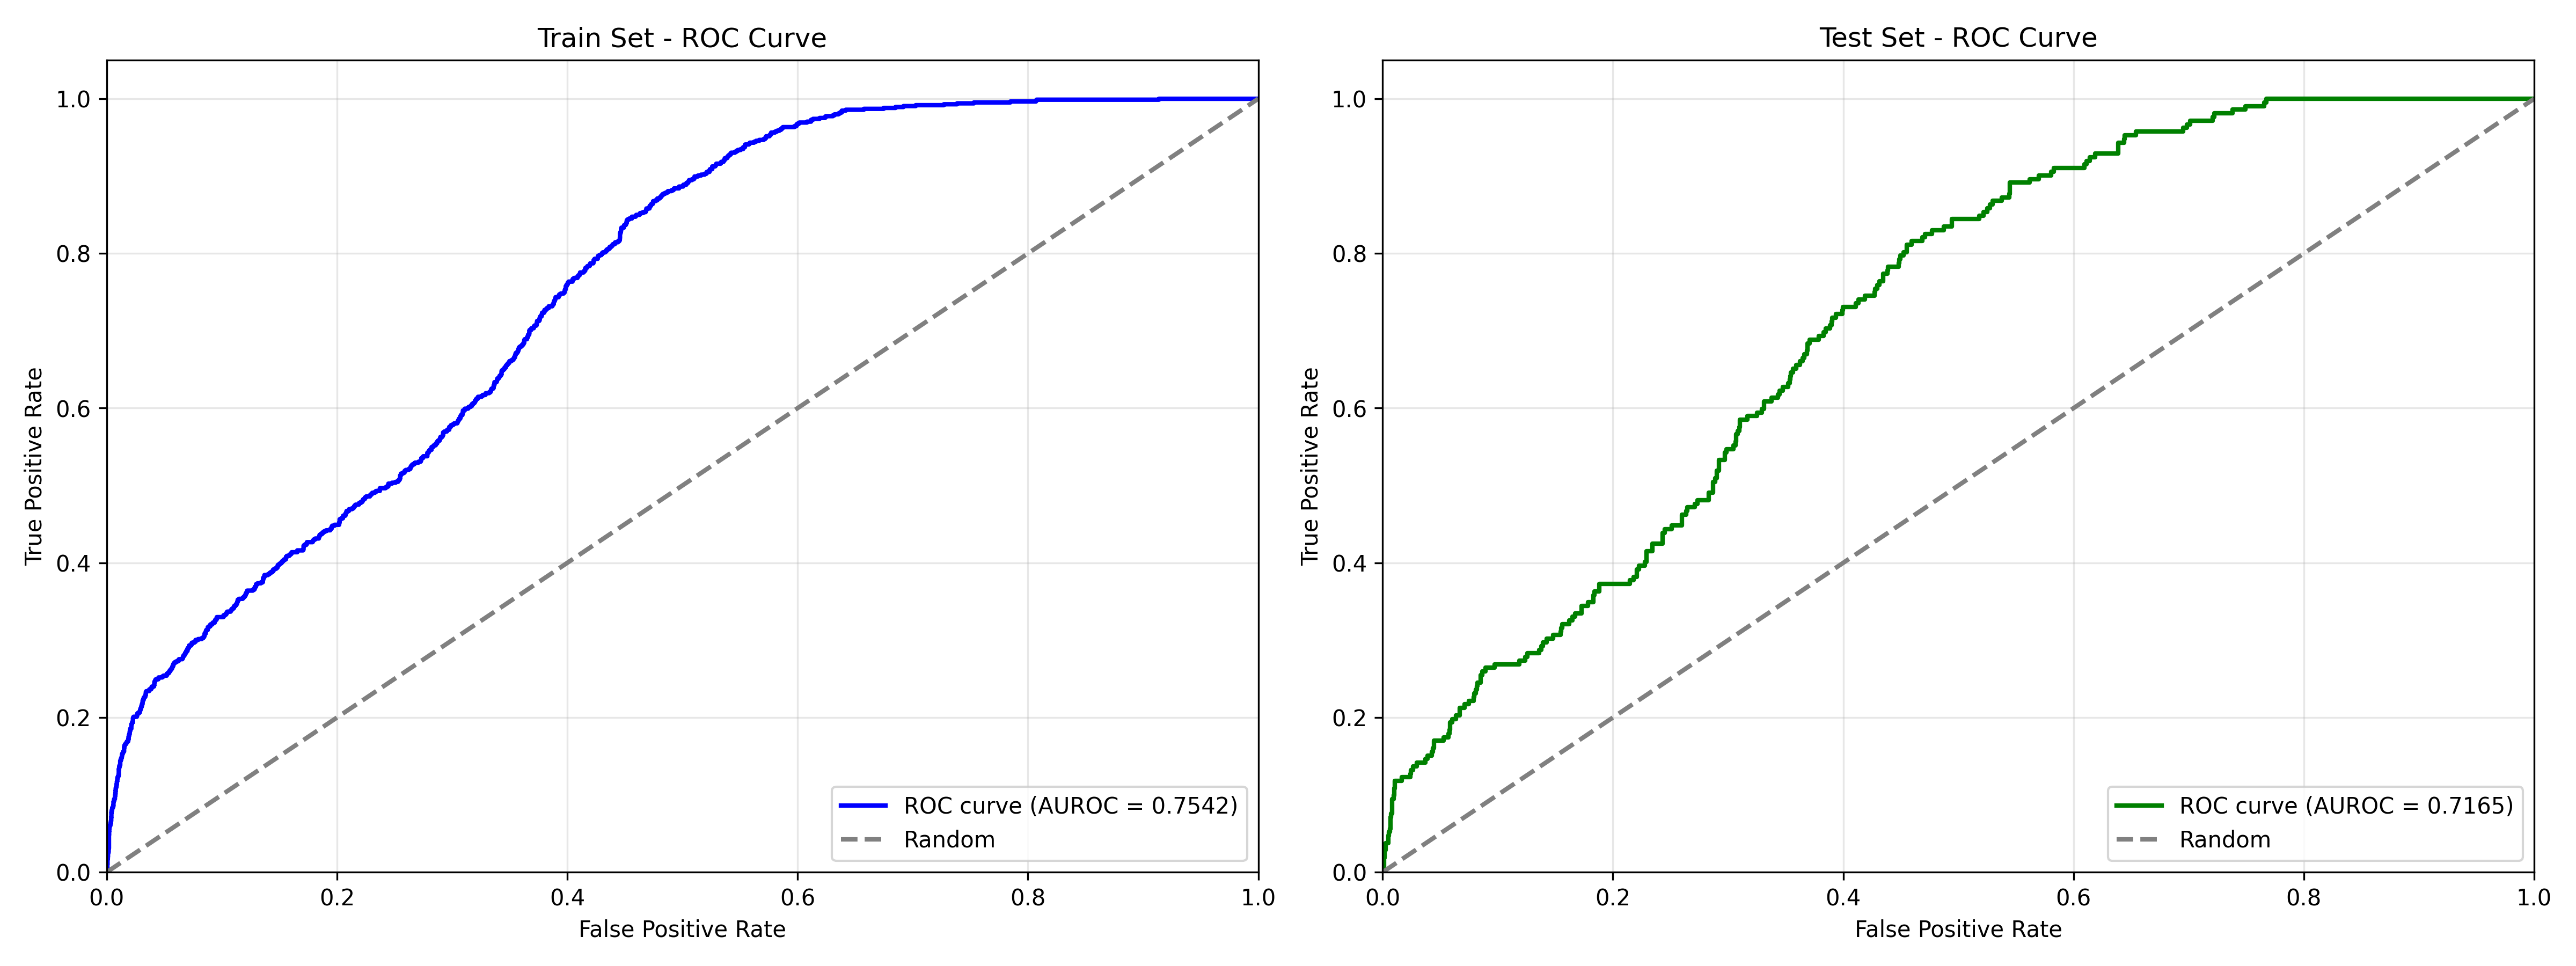 Train Set - ROC Curve
True Positive Rate
1.0
0.8
0.6
0.4
0.2
0.0
ROC curve (AUROC = 0.7542)
Random
0.0 0.2 0.4 0.6 0.8 1.0
False Positive Rate
Test Set - ROC Curve
True Positive Rate
1.0
0.8
0.6
0.4
0.2
0.0
ROC curve (AUROC = 0.7165)
Random
0.0 0.2 0.4 0.6 0.8 1.0
False Positive Rate